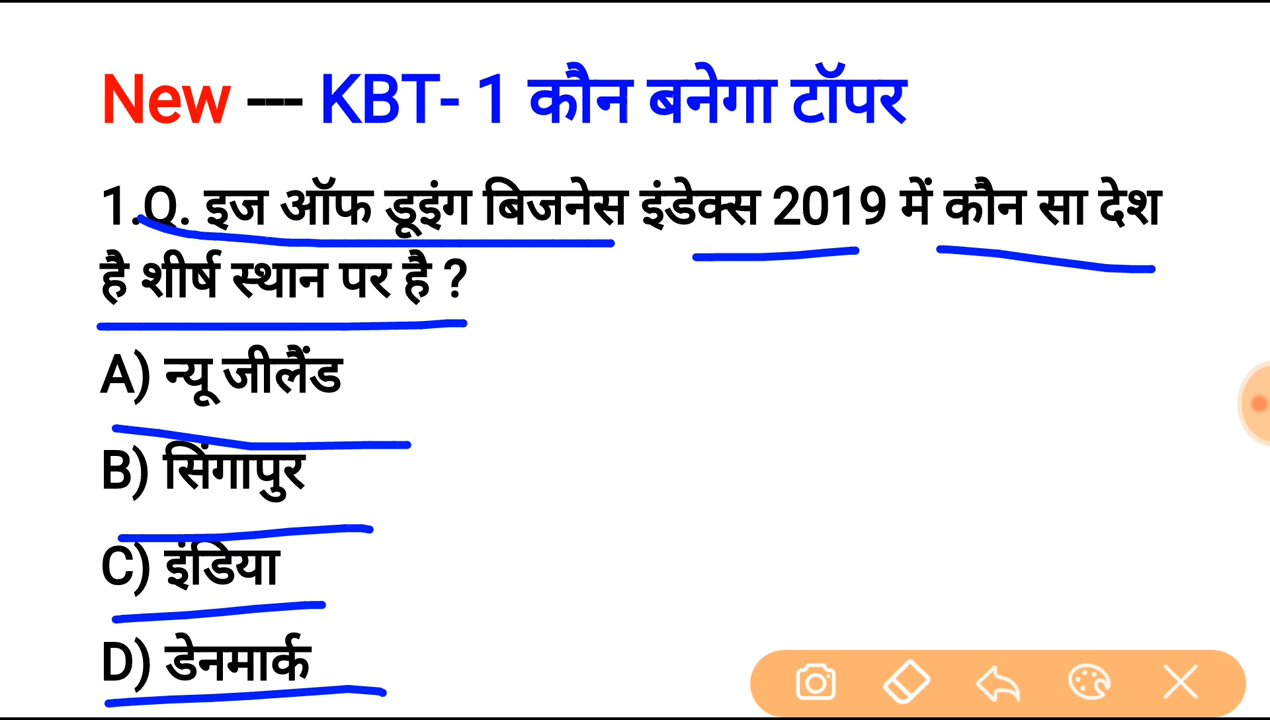 New --- KBT- 1 कौन बनेगा टॉपर
1.Q. इज ऑफ डूइंग बिजनेस इंडेक्स 2019 में कौन सा देश
है शीर्ष स्थान पर है ?
A) न्यू जीलैंड
B) सिंगापुर
C) इंडिया
D) डेनमार्क